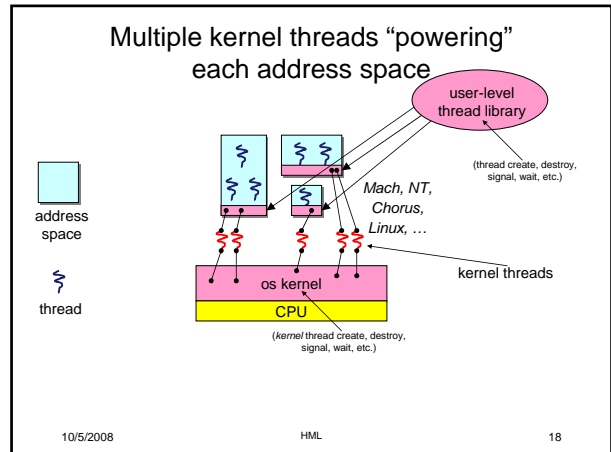 Multiple kernel threads “powering”
each address space
user-level
thread library
(thread create, destroy,
signal, wait, etc.)
Mach, NT,
Chorus,
Linux, …
address
space
thread
kernel threads
os kernel
CPU
(kernel thread create, destroy,
signal, wait, etc.)
10/5/2008
HML
18